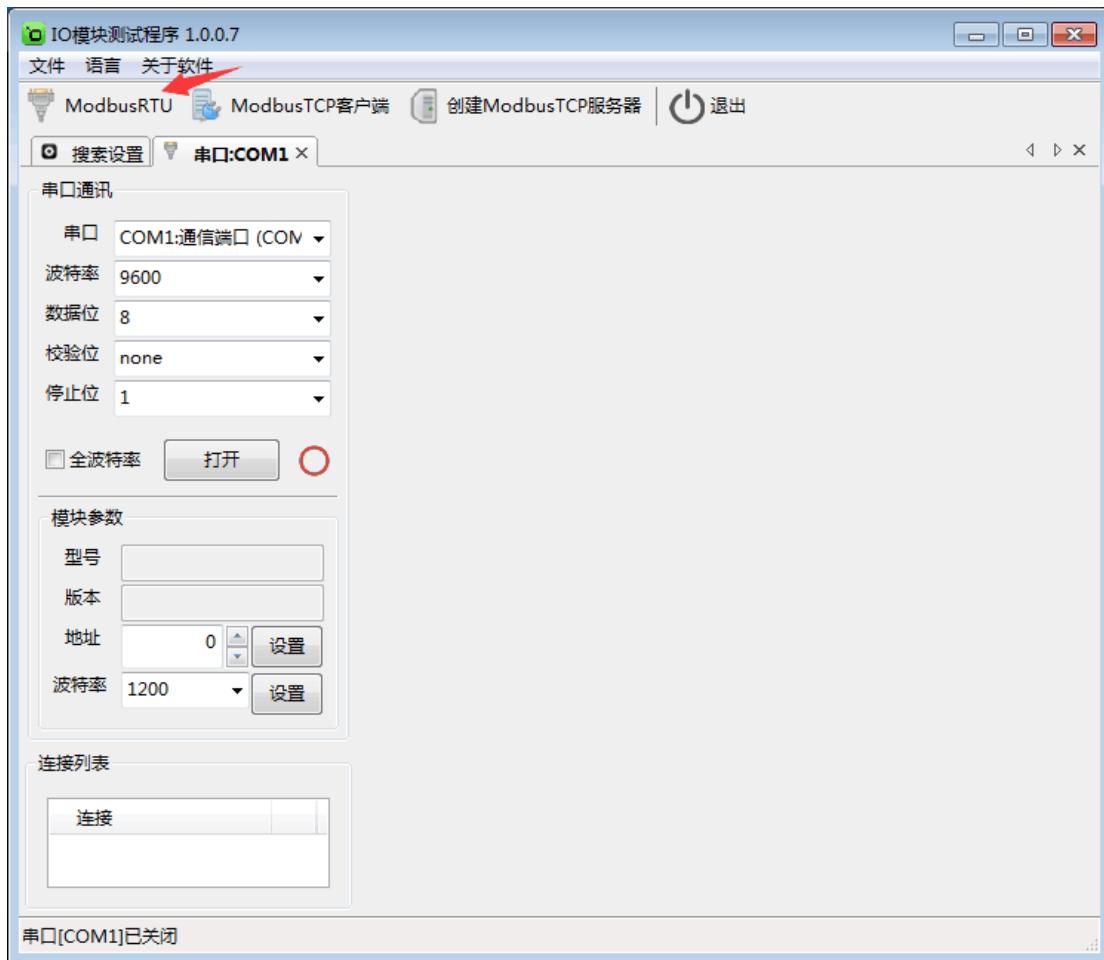 IO模块测试程序 1.0.0.7
文件 语言 关于软件
ModbusRTU ModbusTCP客户端 创建ModbusTCP服务器 退出
搜索设置 串口:COM1
串口通讯
串口 COM1:通信端口 (COM
波特率 9600
数据位 8
校验位 none
停止位 1
全波特率 打开
模块参数
型号
版本
地址 0 设置
波特率 1200 设置
连接列表
连接
串口[COM1]已关闭